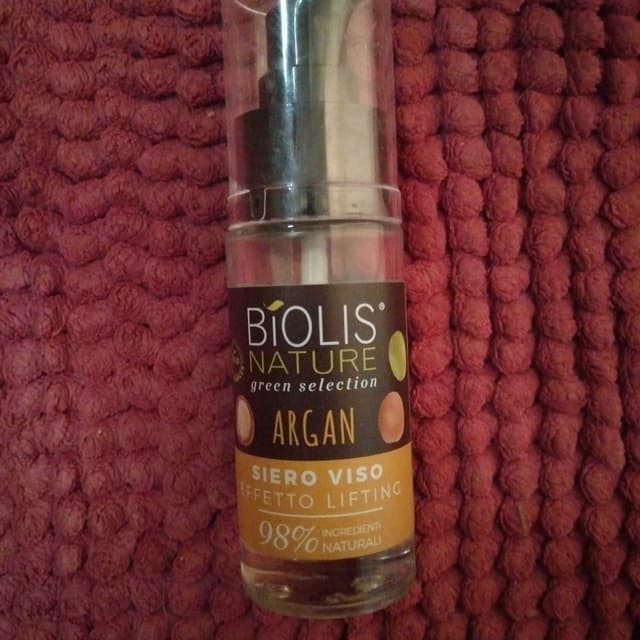 BiOLIS®
NATURE
green selection
ARGAN
SIERO VISO
EFFETTO LIFTING
98% INGREDIENTI
NATURALI